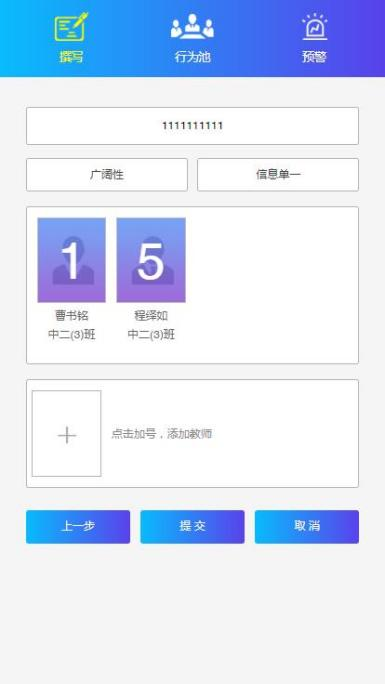 撰写 行为池 预警
1111111111
广阔性 信息单一
1 5
曹书铭 程绎如
中二(3)班 中二(3)班
点击加号，添加教师
上一步 提 交 取 消